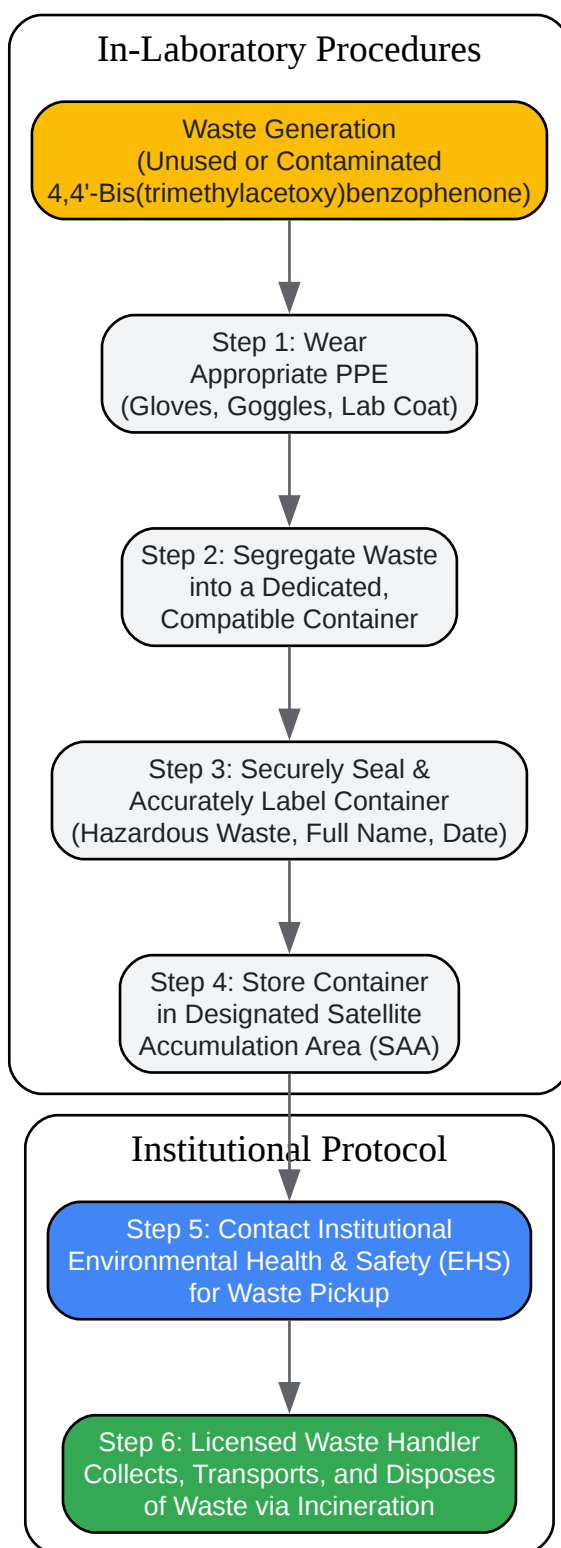 In-Laboratory Procedures
Waste Generation
(Unused or Contaminated
4,4'-Bis(trimethylacetoxy)benzophenone)
Step 1: Wear
Appropriate PPE
(Gloves, Goggles, Lab Coat)
Step 2: Segregate Waste
into a Dedicated,
Compatible Container
Step 3: Securely Seal &
Accurately Label Container
(Hazardous Waste, Full Name, Date)
Step 4: Store Container
in Designated Satellite
Accumulation Area (SAA)
Institutional Protocol
Step 5: Contact Institutional
Environmental Health & Safety (EHS)
for Waste Pickup
Step 6: Licensed Waste Handler
Collects, Transports, and Disposes
of Waste via Incineration